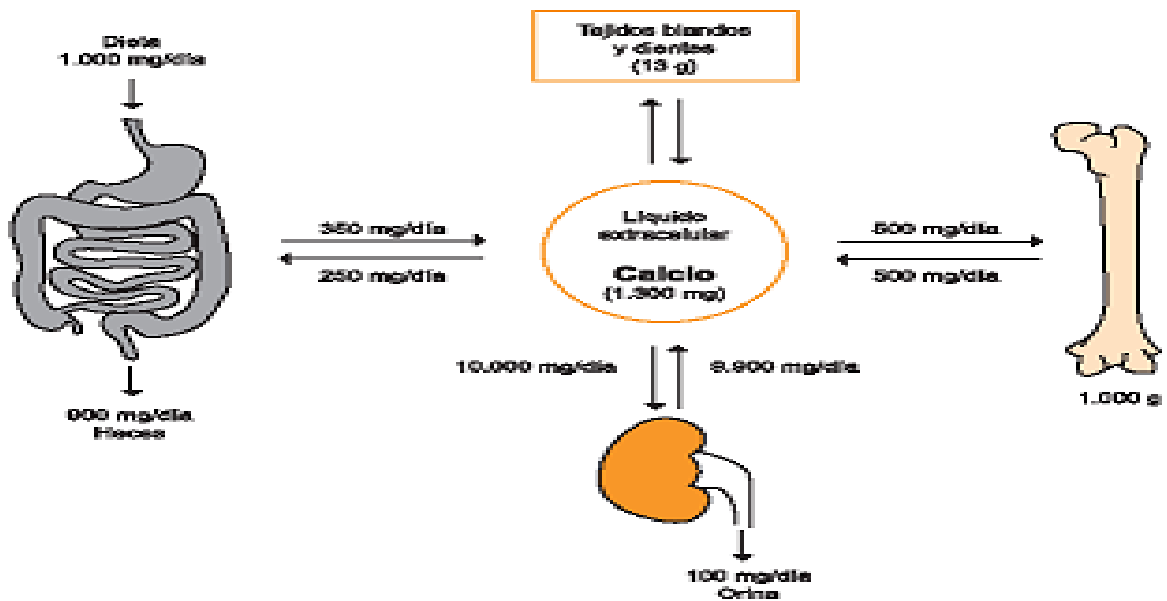 Dieta
1.000 mg/día
Tejidos blandos
y dientes
(13 g)
350 mg/día
250 mg/día
Líquido
extracelular
Calcio
(1.300 mg)
500 mg/día
500 mg/día
10.000 mg/día
9.900 mg/día
900 mg/día
Heces
1.000 g
100 mg/día
Orina